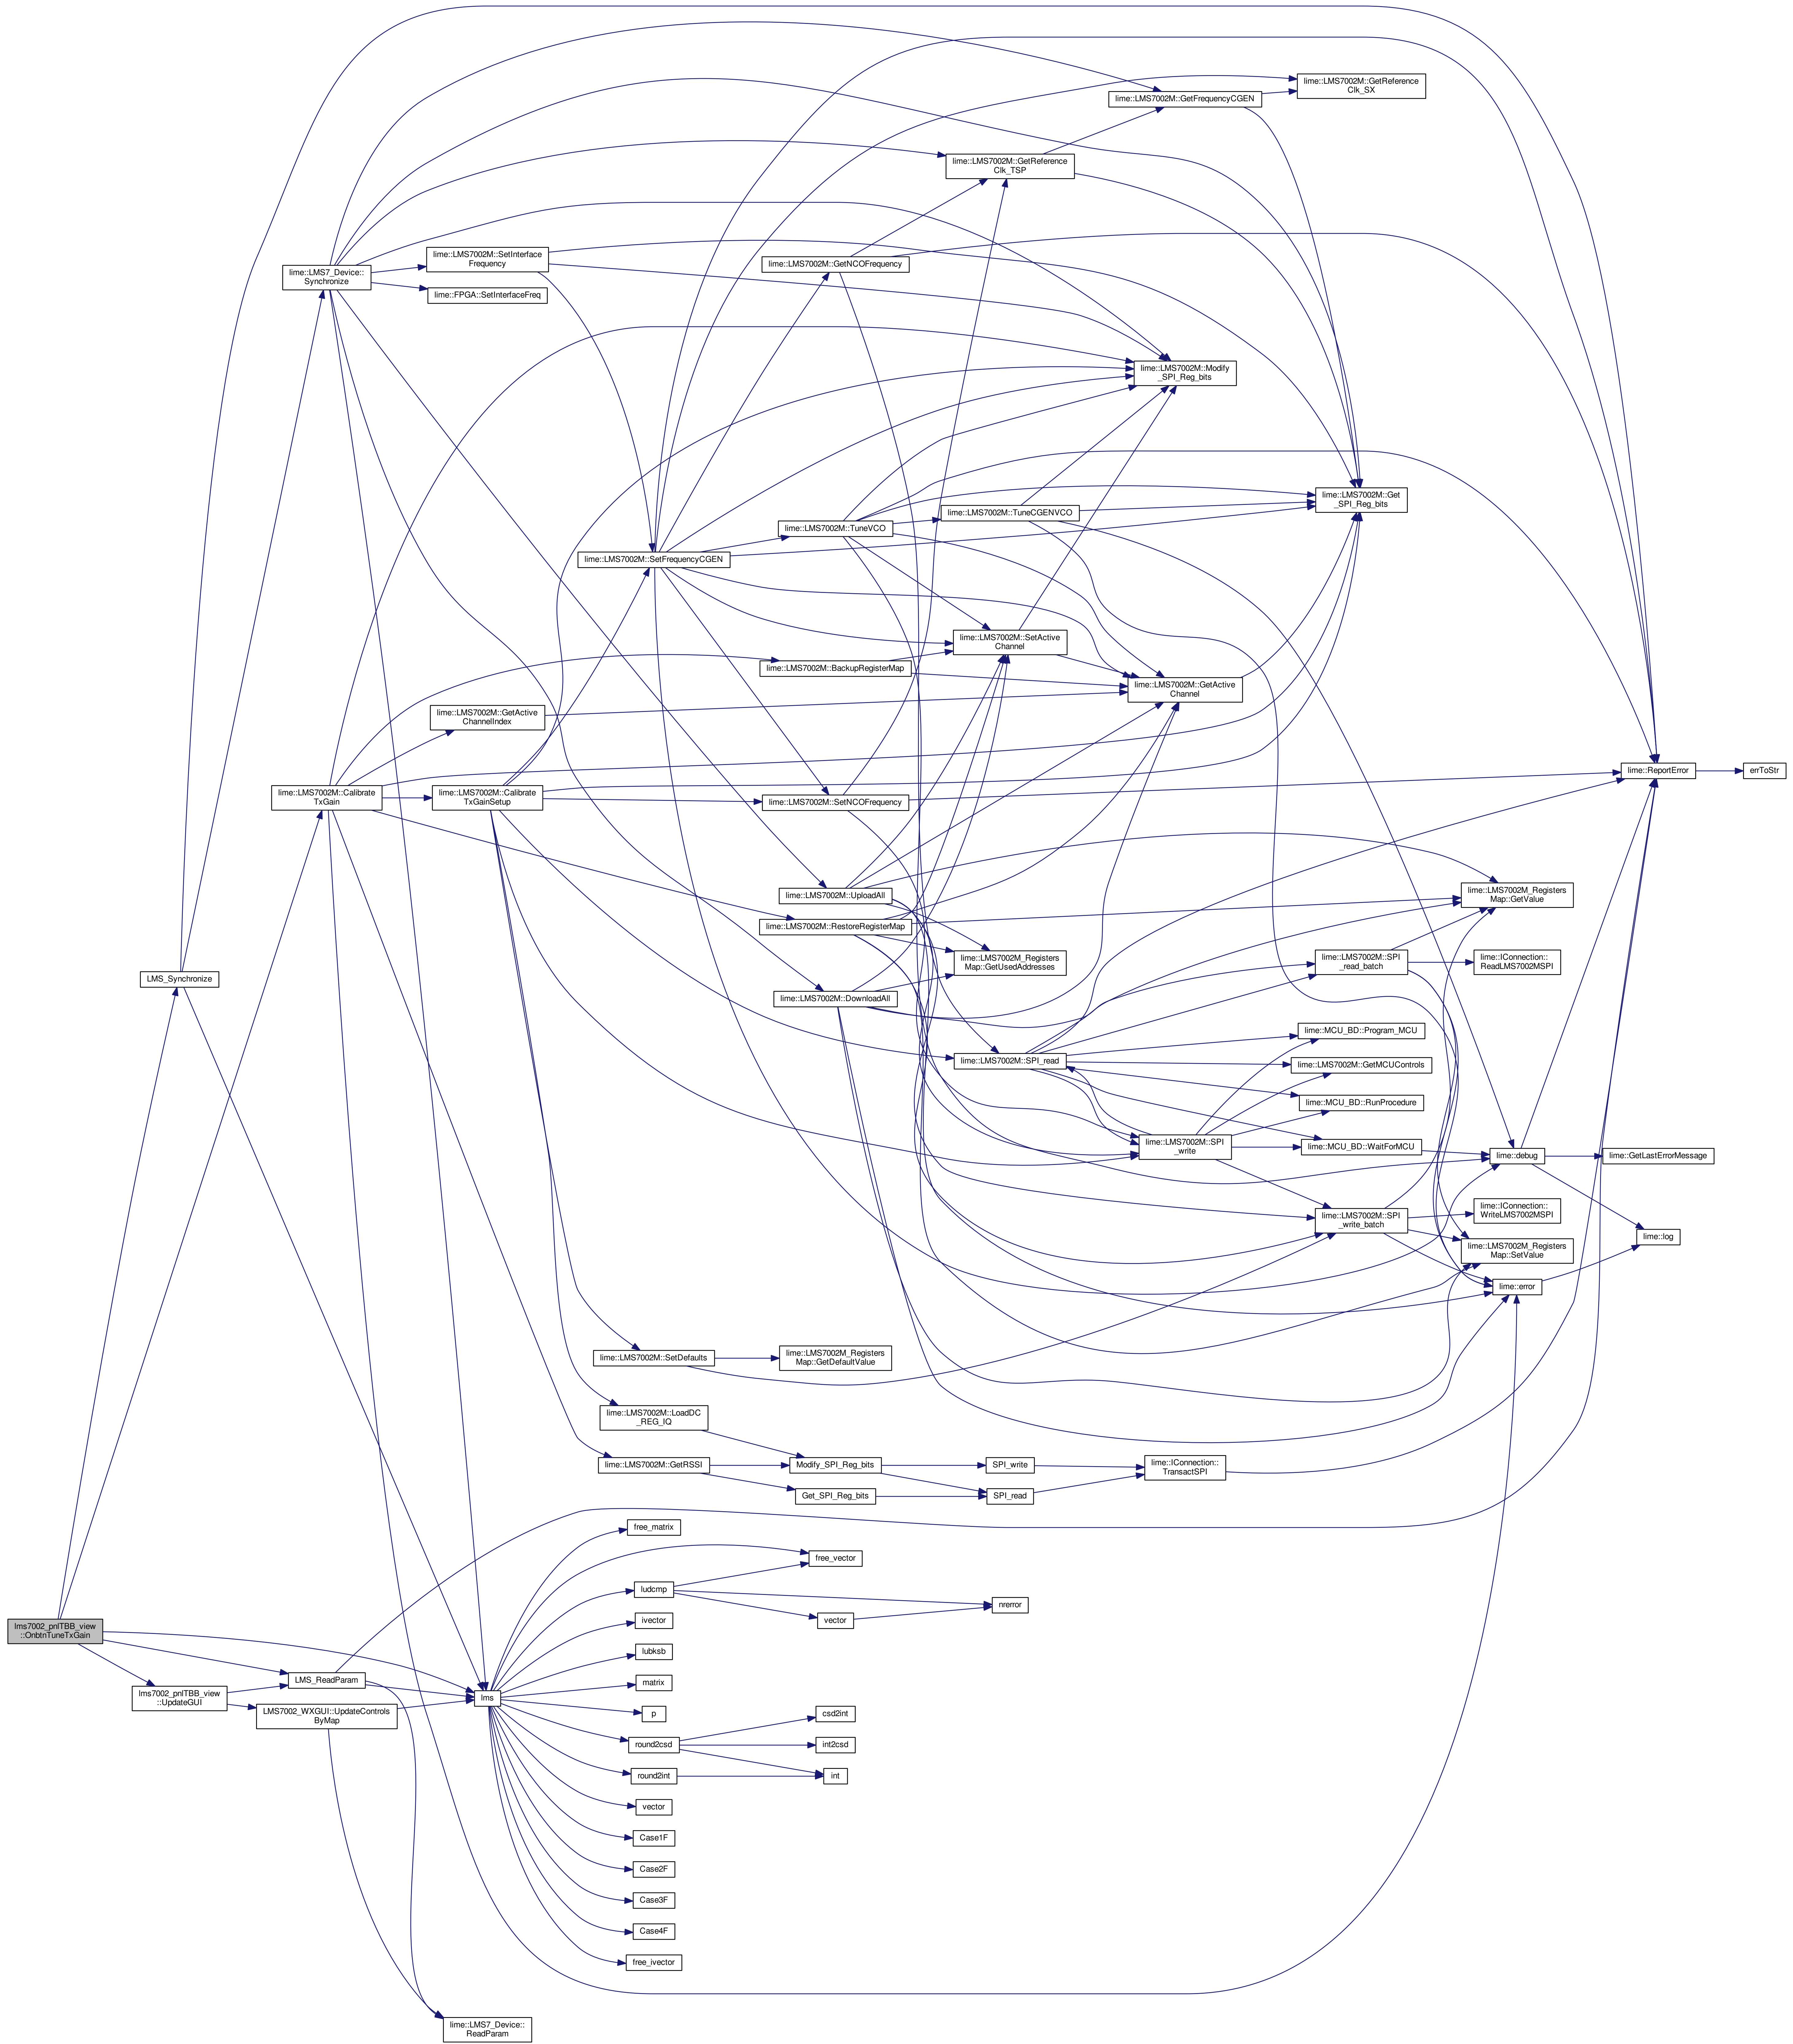 lime::LMS7002M::GetReference
Clk_SX
lime::LMS7002M::GetFrequencyCGEN
lime::LMS7002M::GetReference
Clk_TSP
lime::LMS7_Device::
Synchronize
lime::LMS7002M::SetInterface
Frequency
lime::FPGA::SetInterfaceFreq
lime::LMS7002M::GetNCOFrequency
lime::LMS7002M::Modify
_SPI_Reg_bits
lime::LMS7002M::Get
_SPI_Reg_bits
lime::LMS7002M::TuneCGENVCO
lime::LMS7002M::TuneVCO
lime::LMS7002M::SetFrequencyCGEN
lime::LMS7002M::SetActive
Channel
lime::LMS7002M::BackupRegisterMap
lime::LMS7002M::GetActive
Channel
lime::LMS7002M::GetActive
ChannelIndex
lime::ReportError
errToStr
lime::LMS7002M::Calibrate
TxGain
lime::LMS7002M::Calibrate
TxGainSetup
lime::LMS7002M::SetNCOFrequency
lime::LMS7002M::UploadAll
lime::LMS7002M_Registers
Map::GetValue
lime::LMS7002M::RestoreRegisterMap
lime::LMS7002M_Registers
Map::GetUsedAddresses
lime::LMS7002M::SPI
_read_batch
lime::IConnection::
ReadLMS7002MSPI
LMS_Synchronize
lime::LMS7002M::DownloadAll
lime::MCU_BD::Program_MCU
lime::LMS7002M::SPI_read
lime::LMS7002M::GetMCUControls
lime::MCU_BD::RunProcedure
lime::LMS7002M::SPI
_write
lime::MCU_BD::WaitForMCU
lime::debug
lime::GetLastErrorMessage
lime::LMS7002M::SPI
_write_batch
lime::IConnection::
WriteLMS7002MSPI
lime::log
lime::LMS7002M_Registers
Map::SetValue
lime::error
lime::LMS7002M::SetDefaults
lime::LMS7002M_Registers
Map::GetDefaultValue
lime::LMS7002M::LoadDC
_REG_IQ
lime::LMS7002M::GetRSSI
Modify_SPI_Reg_bits
SPI_write
lime::IConnection::
TransactSPI
Get_SPI_Reg_bits
SPI_read
free_matrix
free_vector
ludcmp
nrerror
vector
ivector
lms7002_pnlTBB_view
::OnbtnTuneTxGain
lubksb
LMS_ReadParam
matrix
lms7002_pnlTBB_view
::UpdateGUI
lms
LMS7002_WXGUI::UpdateControls
ByMap
p
csd2int
round2csd
int2csd
round2int
int
vector
Case1F
Case2F
Case3F
Case4F
free_ivector
lime::LMS7_Device::
ReadParam